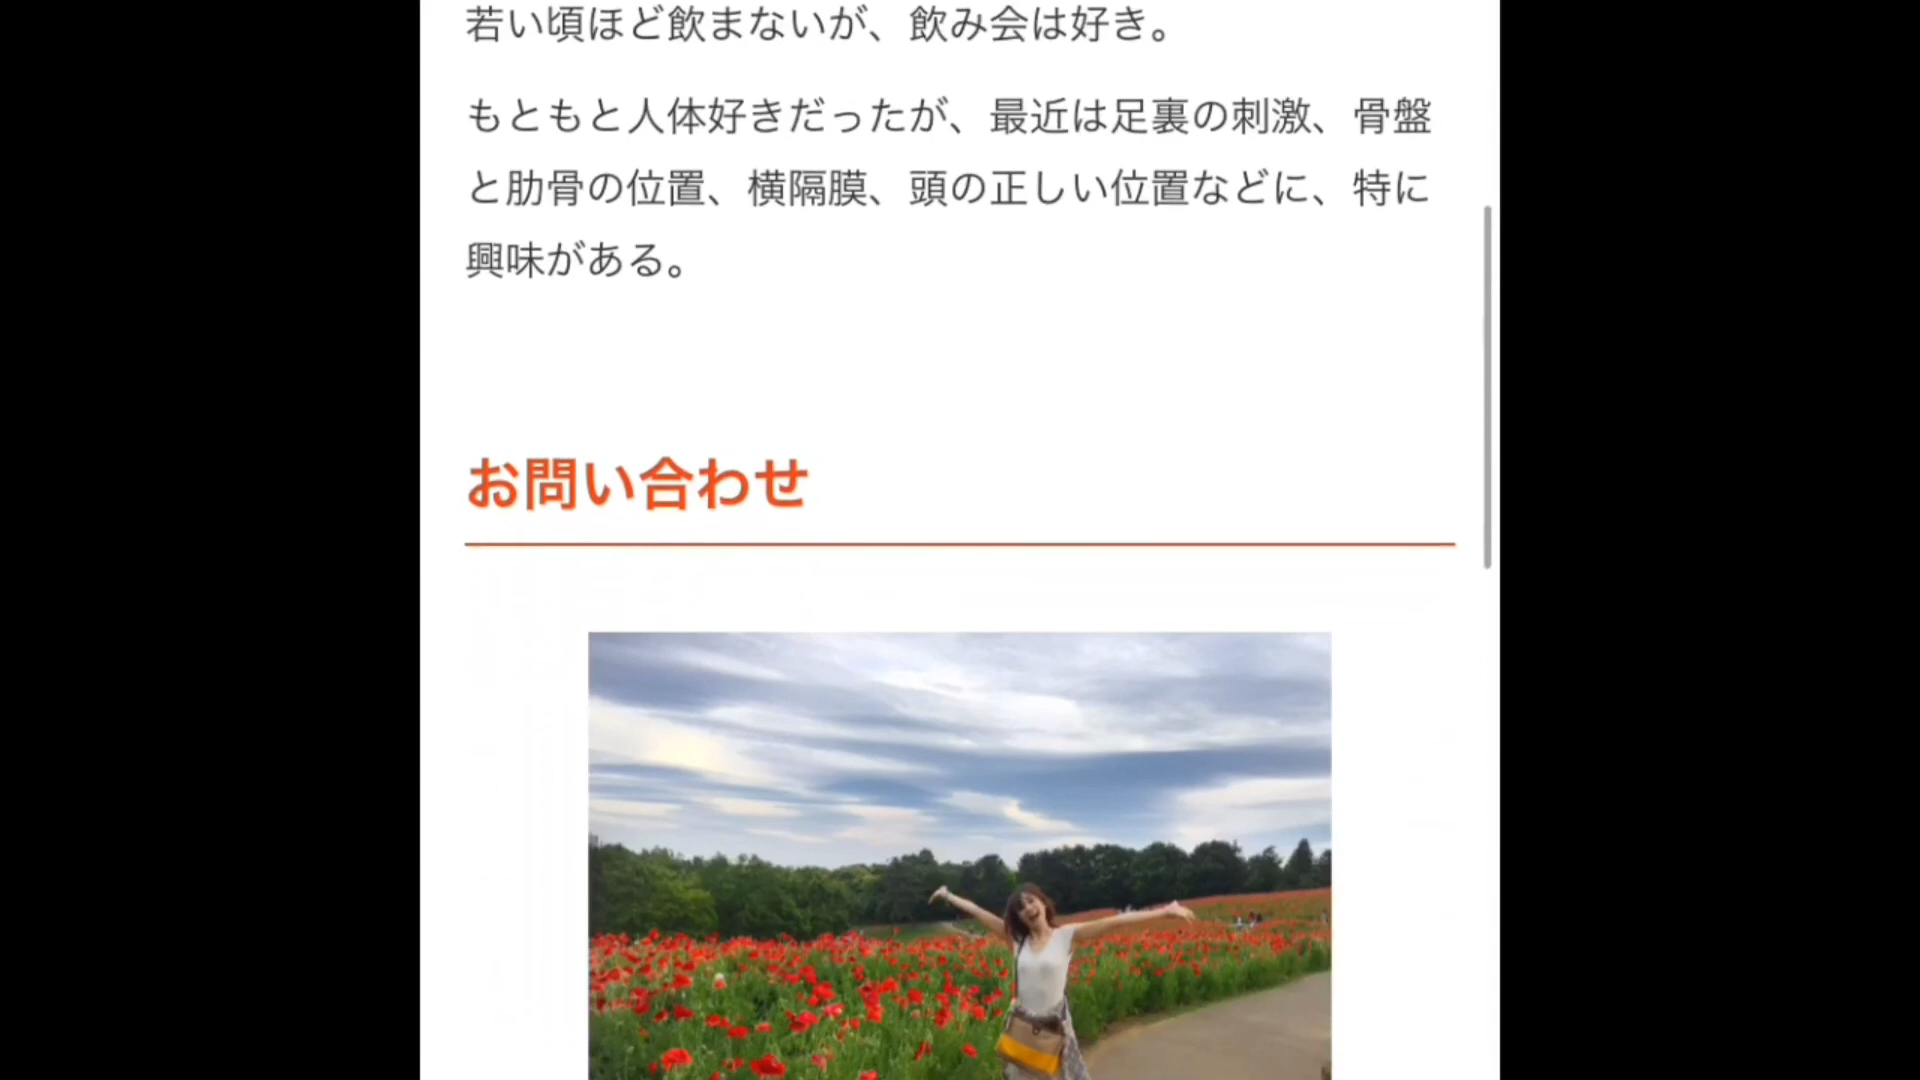 若い頃ほど飲まないが、飲み会は好き。
もともと人体好きだったが、最近は足裏の刺激、骨盤
と肋骨の位置、横隔膜、頭の正しい位置などに、特に
興味がある。
お問い合わせ